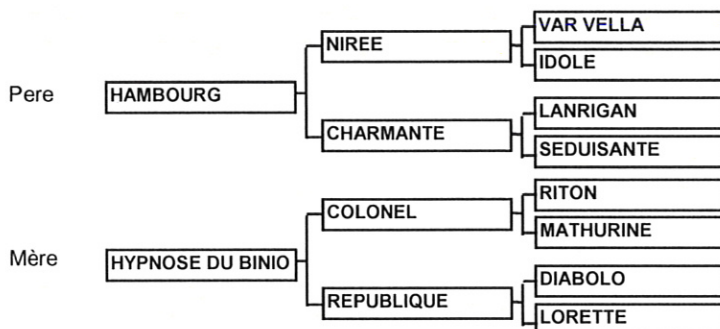 VAR VELLA
NIREE
IDOLE
Pere
HAMBOURG
LANRIGAN
CHARMANTE
SEDUISANTE
RITON
COLONEL
MATHURINE
Mère
HYPNOSE DU BINIO
DIABOLO
REPUBLIQUE
LORETTE